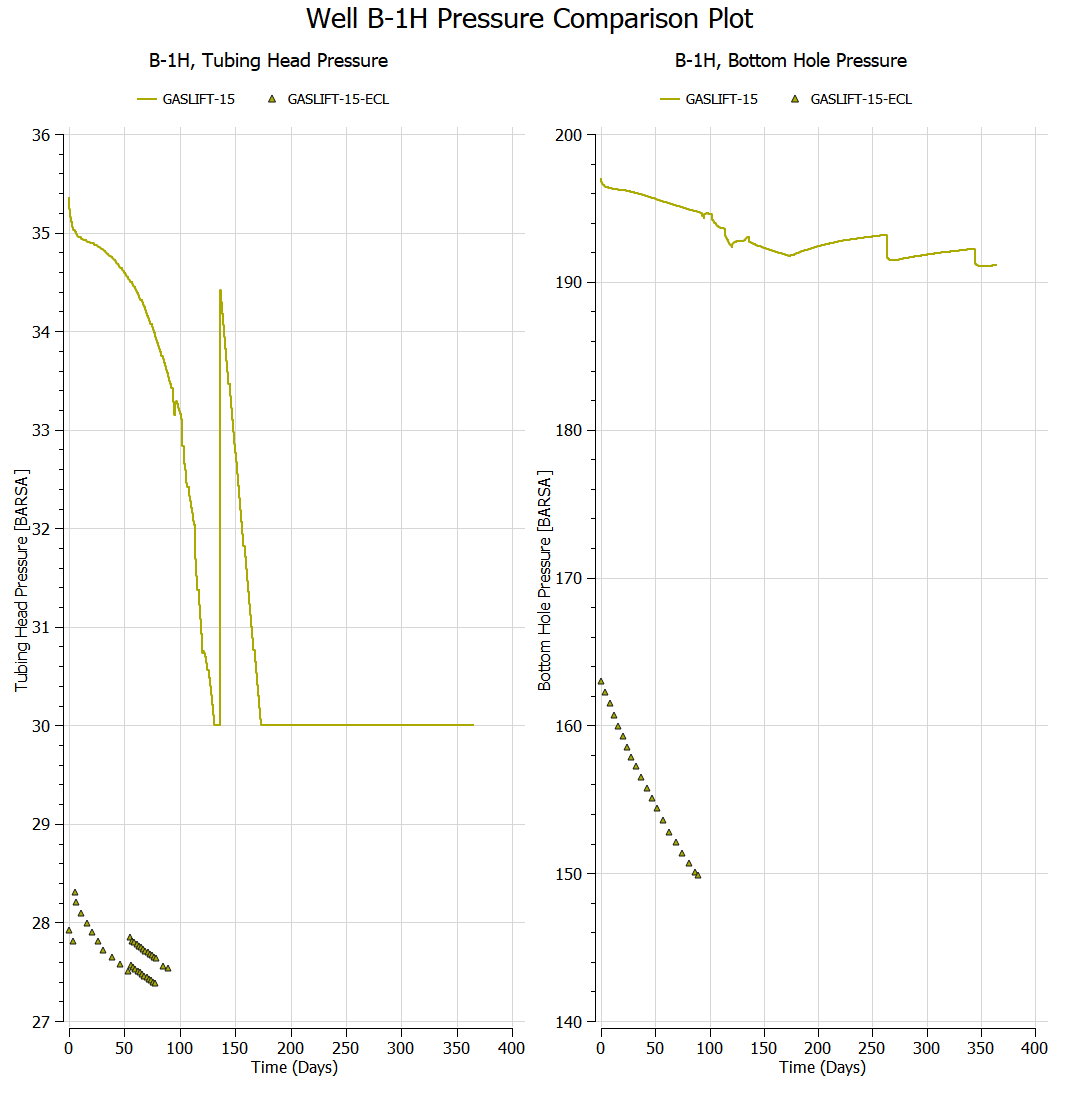 Well B-1H Pressure Comparison Plot
B-1H, Tubing Head Pressure
GASLIFT-15 GASLIFT-15-ECL
36
35
34
33
32
31
30
29
28
27
Tubing Head Pressure [BARSA]
0 50 100 150 200 250 300 350 400
Time (Days)
B-1H, Bottom Hole Pressure
GASLIFT-15 GASLIFT-15-ECL
200
190
180
170
160
150
140
Bottom Hole Pressure [BARSA]
0 50 100 150 200 250 300 350 400
Time (Days)